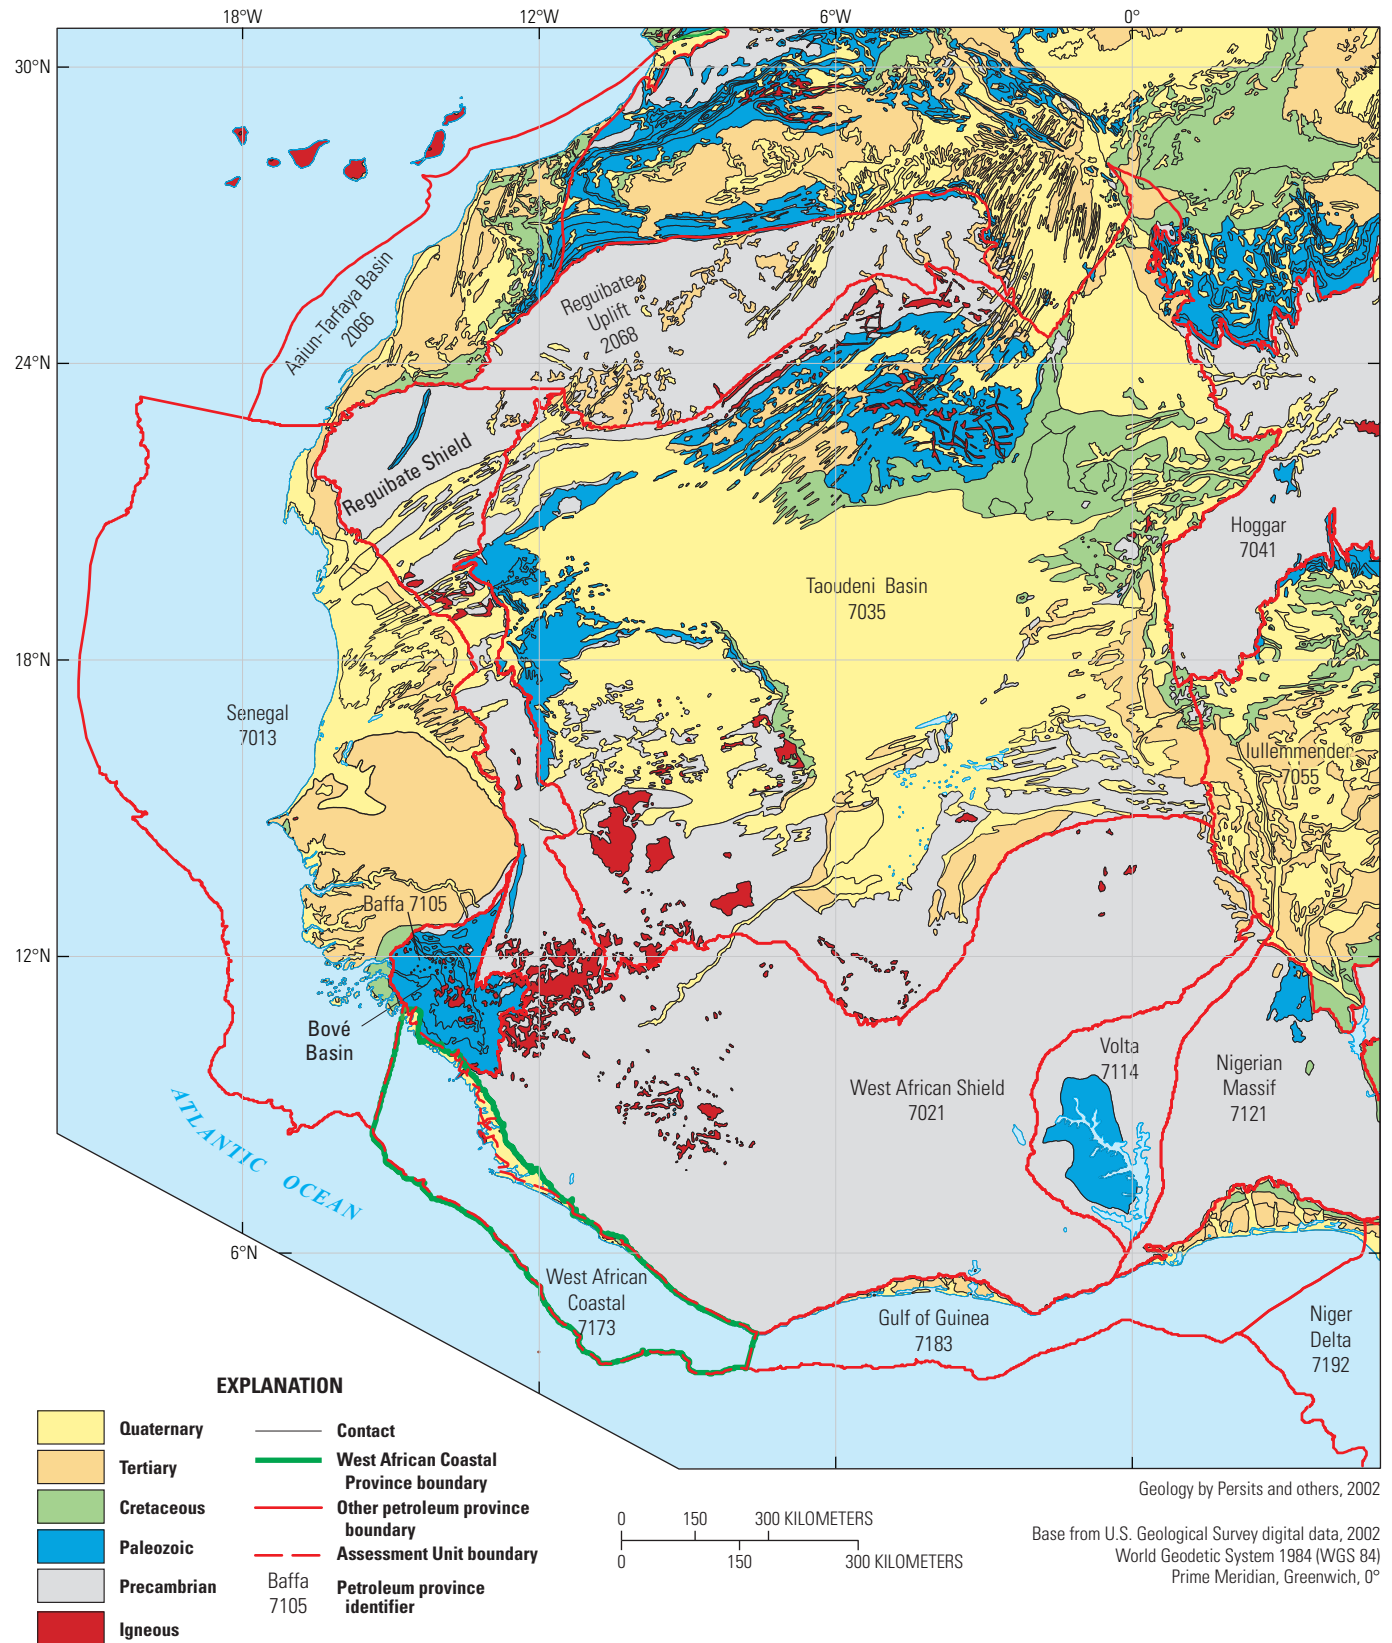 18°W
12°W
6°W
0°
30°N
24°N
18°N
12°N
6°N
Aaiun-Tarfaya Basin
2066
Reguibate
Uplift
2068
Reguibate Shield
Hoggar
7041
Taoudeni Basin
7035
Senegal
7013
Iullemmender
7055
Baffa 7105
Bové
Basin
Volta
7114
West African Shield
7021
Nigerian
Massif
7121
ATLANTIC OCEAN
West African
Coastal
7173
Gulf of Guinea
7183
Niger
Delta
7192
EXPLANATION
Quaternary
Tertiary
Cretaceous
Paleozoic
Precambrian
Igneous
Contact
West African Coastal
Province boundary
Other petroleum province
boundary
Assessment Unit boundary
Baffa
7105
Petroleum province
identifier
0 150 300 KILOMETERS
0 150 300 KILOMETERS
Geology by Persits and others, 2002
Base from U.S. Geological Survey digital data, 2002
World Geodetic System 1984 (WGS 84)
Prime Meridian, Greenwich, 0°